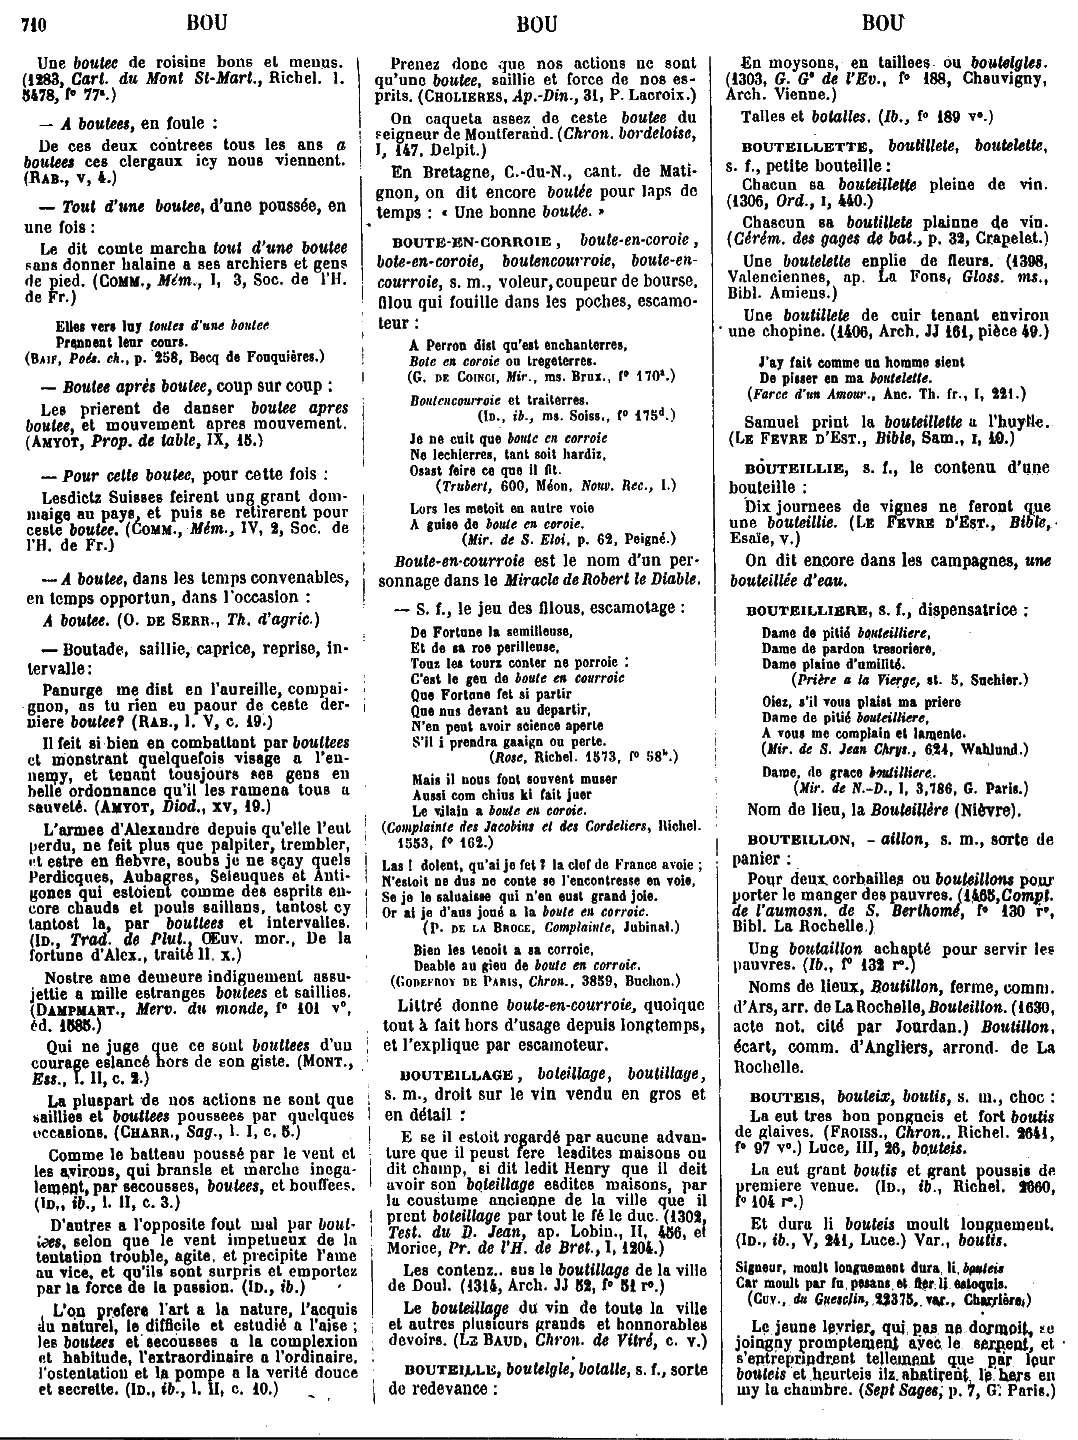 710 BOU BOU BOU
Une boutee de roisins bons et menus.
(1283, Cart. du Mont St-Mart., Richel. l.
5478, f° 77ª.)
— A boutees, en foule :
De ces deux contrees tous les ans a
boutees ces clergaux icy nous viennent.
(RAB., V, 4.)
— Tout d'une boutee, d'une poussée, en
une fois :
Le dit comte marcha tout d'une boutee
sans donner halaine a ses archiers et gens
de pied. (COMM., Mém., I, 3, Soc. de l'H.
de Fr.)
Elles vers luy toutes d'une boutee
Prennent leur cours.
(BAIF, Poés. ch., p. 258, Becq de Fouquières.)
— Boutee après boutee, coup sur coup :
Les prierent de danser boutee apres
boutee, et mouvement apres mouvement.
(AMYOT, Prop. de table, IX, 15.)
— Pour cette boutee, pour cette fois :
Lesdictz Suisses feirent ung grant dom-
maige au pays, et puis se retirerent pour
ceste boutee. (COMM., Mém., IV, 2, Soc. de
l'H. de Fr.)
— A boutee, dans les temps convenables,
en temps opportun, dans l'occasion :
A boutee. (O. DE SERR., Th. d'agric.)
— Boutade, saillie, caprice, reprise, in-
tervalle :
Panurge me dist en l'aureille, compai-
gnon, as tu rien eu paour de ceste der-
niere boutee? (RAB., l. V, c. 19.)
Il feit si bien en combattant par bouttees
et monstrant quelquefois visage a l'en-
nemy, et tenant tousjours ses gens en
belle ordonnance qu'il les ramena tous a
sauveté. (AMYOT, Diod., XV, 19.)
L'armee d'Alexandre depuis qu'elle l'eut
perdu, ne feit plus que palpiter, trembler,
et estre en fiebvre, soubs je ne sçay quels
Perdicques, Aubagres, Seleuques et Anti-
gones qui estoient comme des esprits en-
core chauds et pouls saillans, tantost cy
tantost la, par bouttees et intervalles.
(ID., Trad. de Plut., Œuv. mor., De la
fortune d'Alex., traité II. x.)
Nostre ame demeure indignement assu-
jettie a mille estranges boutees et saillies.
(DAMPMART., Merv. du monde, f° 101 v°,
éd. 1585.)
Qui ne juge que ce sont bouttees d'un
courage eslancé hors de son giste. (MONT.,
Ess., l. II, c. 2.)
La pluspart de nos actions ne sont que
saillies et bouttees poussees par quelques
occasions. (CHARR., Sag., l. I, c. 5.)
Comme le batteau poussé par le vent et
les avirons, qui bransle et marche inega-
lement, par secousses, boutees, et bouffees.
(ID., ib., l. II, c. 3.)
D'autres a l'opposite font mal par bout-
tees, selon que le vent impetueux de la
tentation trouble, agite, et precipite l'ame
au vice, et qu'ils sont surpris et emportez
par la force de la passion. (ID., ib.)
L'on prefere l'art a la nature, l'acquis
au naturel, le difficile et estudié a l'aise ;
les boutees et secousses a la complexion
et habitude, l'extraordinaire a l'ordinaire,
l'ostentation et la pompe a la verité douce
et secrette. (ID., ib., l. II, c. 10.)
Prenez donc que nos actions ne sont
qu'une boutee, saillie et force de nos es-
prits. (CHOLIERES, Ap.-Din., 31, P. Lacroix.)
On caqueta assez de ceste boutee du
seigneur de Montferand. (Chron. bordeloise,
I, 147, Delpit.)
En Bretagne, C.-du-N., cant. de Mati-
gnon, on dit encore boutée pour laps de
temps : « Une bonne boutée. »
BOUTE-EN-CORROIE, boute-en-coroie,
bote-en-coroie, boutencourroie, boute-en-
courroie, s. m., voleur, coupeur de bourse,
filou qui fouille dans les poches, escamo-
teur :
A Perron dist qu'est enchanterres,
Bote en coroie ou tregeterres.
(G. DE COINCI, Mir., ms. Brux., f° 170ª.)
Boutencourroie et traiterres.
(ID., ib., ms. Soiss., f° 175ᵈ.)
Je ne cuit que boute en corroie
Ne lechierres, tant soit hardiz,
Osast feire ce que il fit.
(Trubert, 600, Méon, Nouv. Rec., I.)
Lors les metoit en autre voie
A guise de boute en coroie.
(Mir. de S. Eloi, p. 62, Peigné.)
Boute-en-courroie est le nom d'un per-
sonnage dans le Miracle de Robert le Diable.
— S. f., le jeu des filous, escamotage :
De Fortune la semilleuse,
Et de sa roe perilleuse,
Touz les tourz conter ne porroie :
C'est le geu de boute en courroie
Que Fortune fet si partir
Que nus devant au departir,
N'en peut avoir science aperte
S'il i prendra gaaign ou perte.
(Rose, Richel. 1573, f° 58ᵇ.)
Mais il nous font souvent muser
Aussi com chius ki fait juer
Le vilain a boute en coroie.
(Complainte des Jacobins et des Cordeliers, Richel.
1553, f° 162.)
Las ! dolent, qu'ai je fet ? la clef de France avoie ;
N'estoit ne dus ne conte se l'encontresse en voie,
Se je le saluaisse qui n'en eust grand joie.
Or ai je d'aus joué a la boute en corroie.
(P. DE LA BROCE, Complainte, Jubinal.)
Bien les tenoit a sa corroie,
Deable au gieu de boute en corroie.
(GODEFROY DE PARIS, Chron., 3859, Buchon.)
Littré donne boute-en-courroie, quoique
tout à fait hors d'usage depuis longtemps,
et l'explique par escamoteur.
BOUTEILLAGE, boteillage, boutillage,
s. m., droit sur le vin vendu en gros et
en détail :
E se il estoit regardé par aucune advan-
ture que il peust fere lesdites maisons ou
dit champ, si dit ledit Henry que il deit
avoir son boteillage esdites maisons, par
la coustume ancienne de la ville que il
prent boteillage par tout le fé le duc. (1302,
Test. du D. Jean, ap. Lobin., II, 456, et
Morice, Pr. de l'H. de Bret., I, 1204.)
Les contenz.. sus le boutillage de la ville
de Doul. (1314, Arch. JJ 52, f° 51 r°.)
Le bouteillage du vin de toute la ville
et autres plusieurs grands et honnorables
devoirs. (LE BAUD, Chron. de Vitré, c. v.)
BOUTEILLE, boutelgle, botalle, s. f., sorte
de redevance :
En moysons, en taillees ou boutelgles.
(1303, G. Gª de l'Ev., f° 188, Chauvigny,
Arch. Vienne.)
Talles et botalles. (Ib., f° 189 v°.)
BOUTEILLETTE, boutillete, boutelette,
s. f., petite bouteille :
Chacun sa bouteillette pleine de vin.
(1306, Ord., I, 440.)
Chascun sa boutillete plainne de vin.
(Cérém. des gages de bat., p. 32, Crapelet.)
Une boutelette enplie de fleurs. (1398,
Valenciennes, ap. La Fons, Gloss. ms.,
Bibl. Amiens.)
Une boutillete de cuir tenant environ
une chopine. (1406, Arch. JJ 161, pièce 49.)
J'ay fait comme un homme sient
De pisser en ma boutelette.
(Farce d'un Amour., Anc. Th. fr., I, 221.)
Samuel print la bouteillette a l'huylle.
(LE FEVRE D'EST., Bible, Sam., I, 10.)
BOUTEILLIE, s. f., le contenu d'une
bouteille :
Dix journees de vignes ne feront que
une bouteillie. (LE FEVRE D'EST., Bible,
Esaïe, v.)
On dit encore dans les campagnes, une
bouteillée d'eau.
BOUTEILLIERE, s. f., dispensatrice :
Dame de pitié bouteilliere,
Dame de pardon tresoriere,
Dame plaine d'umilité.
(Prière a la Vierge, st. 5, Suchier.)
Oiez, s'il vous plaist ma priere
Dame de pitié bouteilliere,
A vous me complain et lamente.
(Mir. de S. Jean Chrys., 624, Wahlund.)
Dame, de grace boutilliere.
(Mir. de N.-D., I, 3,786, G. Paris.)
Nom de lieu, la Bouteillère (Nièvre).
BOUTEILLON, - aillon, s. m., sorte de
panier :
Pour deux corbailles ou bouteillons pour
porter le manger des pauvres. (1465, Compt.
de l'aumosn. de S. Berthomé, f° 130 r°,
Bibl. La Rochelle.)
Ung boutaillon achapté pour servir les
pauvres. (Ib., f° 132 r°.)
Noms de lieux, Boutillon, ferme, comm.
d'Ars, arr. de La Rochelle, Bouteillon. (1630,
acte not. cité par Jourdan.) Boutillon,
écart, comm. d'Angliers, arrond. de La
Rochelle.
BOUTEIS, bouteix, boutis, s. m., choc :
La eut tres bon pongneis et fort boutis
de glaives. (FROISS., Chron., Richel. 2641,
f° 97 v°.) Luce, III, 26, bouteis.
La eut grant boutis et grant poussis de
premiere venue. (ID., ib., Richel. 2660,
f° 104 r°.)
Et dura li bouteis moult longuement.
(ID., ib., V, 241, Luce.) Var., boutis.
Signeur, moult longuement dura li bouteis
Car moult par fu pesans et fier li estoquis.
(CUV., du Guesclin, 22375, var., Charrière.)
Le jeune levrier, qui pas ne dormoit, se
joingny promptement avec le serpent, et
s'entreprindrent tellement que par leur
bouteis et heurteis ilz abatirent le bers en
my la chambre. (Sept Sages, p. 7, G. Paris.)